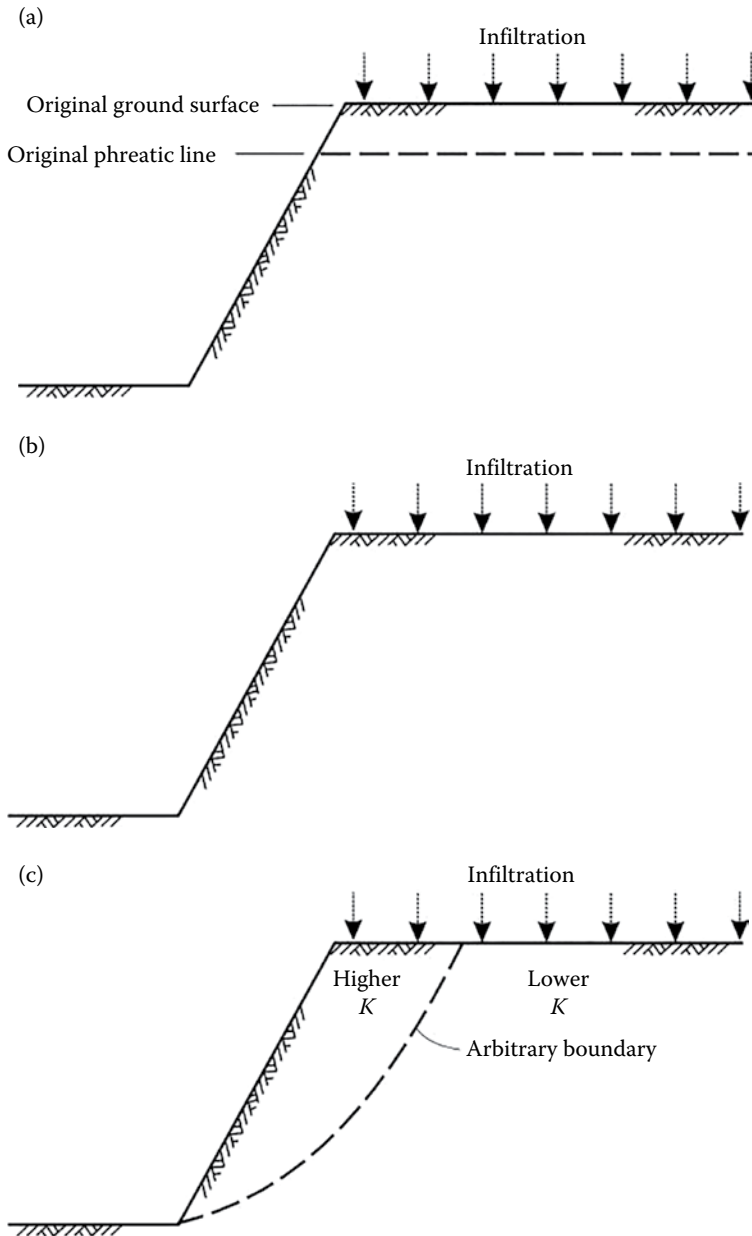 (a)
Infiltration
Original ground surface
Original phreatic line
(b)
Infiltration
(c)
Infiltration
Higher
K
Lower
K
Arbitrary boundary